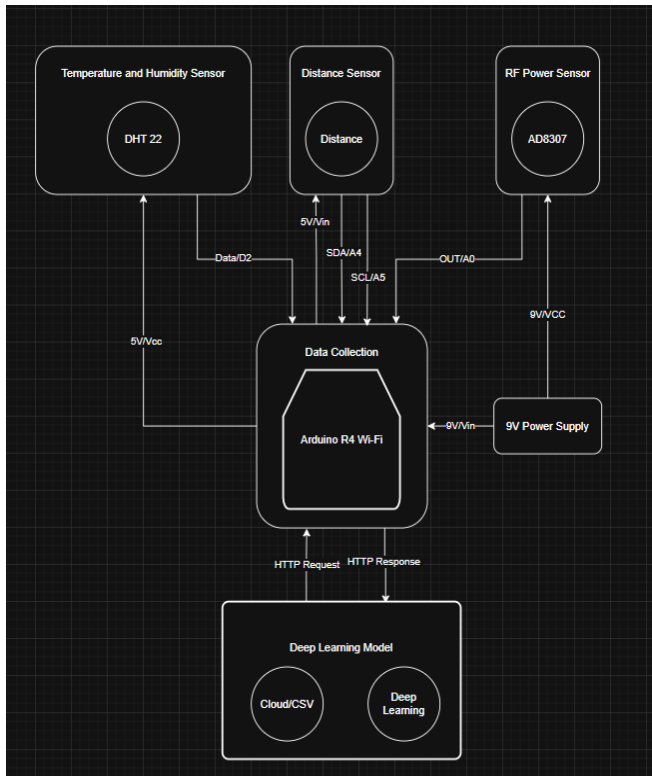 Temperature and Humidity Sensor
DHT 22
Distance Sensor
Distance
RF Power Sensor
AD8307
5V/Vin
SDA/A4
SCL/A5
Data/D2
OUT/A0
9V/VCC
5V/Vcc
Data Collection
Arduino R4 Wi-Fi
9V/Vin
9V Power Supply
HTTP Request
HTTP Response
Deep Learning Model
Cloud/CSV
Deep
Learning